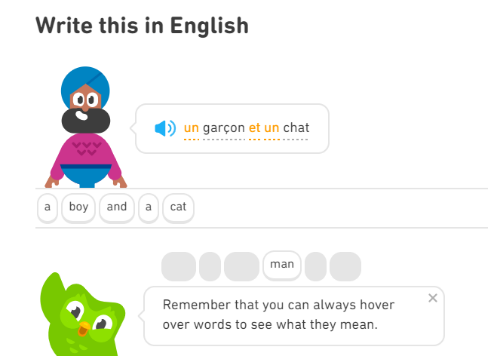 Write this in English
un garçon et un chat
a boy and a cat
man
Remember that you can always hover
over words to see what they mean.